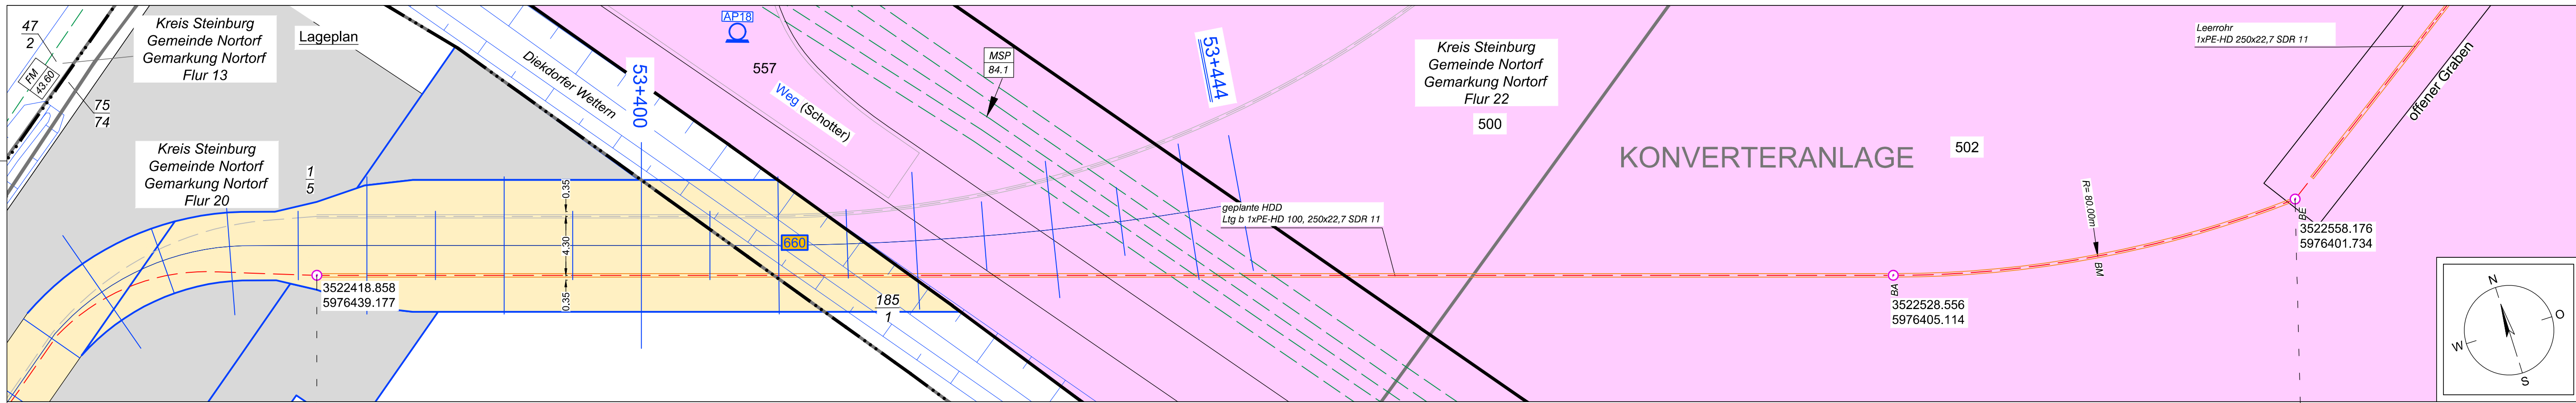 47
2
FM
43.60
75
74
Kreis Steinburg
Gemeinde Nortorf
Gemarkung Nortorf
Flur 13
Lageplan
Kreis Steinburg
Gemeinde Nortorf
Gemarkung Nortorf
Flur 20
1
5
Diekdorfer Wettern
53+400
AP18
557
Weg (Schotter)
MSP
84.1
53+444
Kreis Steinburg
Gemeinde Nortorf
Gemarkung Nortorf
Flur 22
500
KONVERTERANLAGE
502
Leerrohr
1xPE-HD 250x22,7 SDR 11
offener Graben
0,35
4,30
0,35
660
185
1
geplante HDD
Ltg b 1xPE-HD 100, 250x22,7 SDR 11
3522418.858
5976439.177
BA
3522528.556
5976405.114
R= 80.00m
BM
BE
3522558.176
5976401.734
N
O
W
S